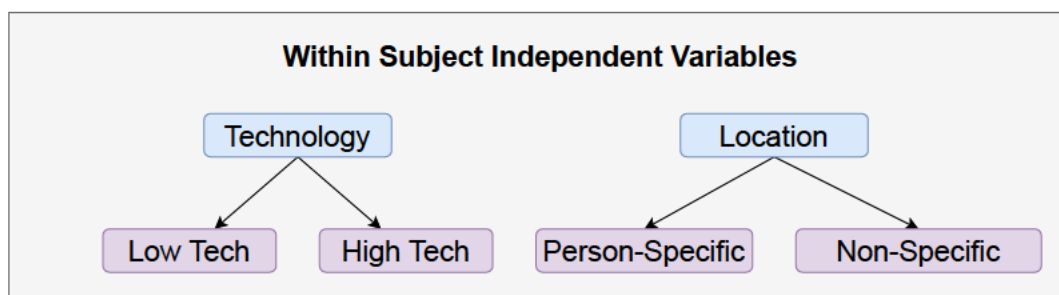 Within Subject Independent Variables
Technology
Location
Low Tech
High Tech
Person-Specific
Non-Specific